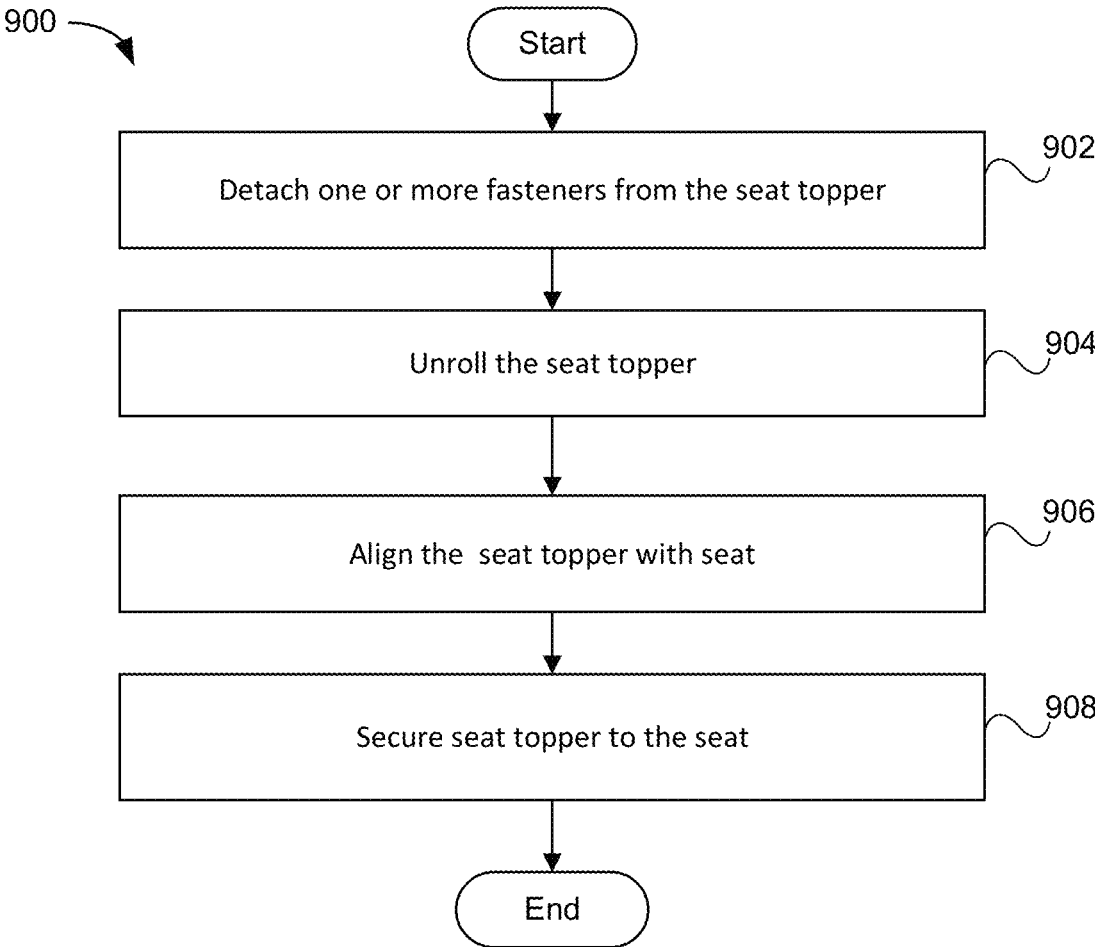 900
Start
902
Detach one or more fasteners from the seat topper
904
Unroll the seat topper
906
Align the  seat topper with seat
908
Secure seat topper to the seat
End